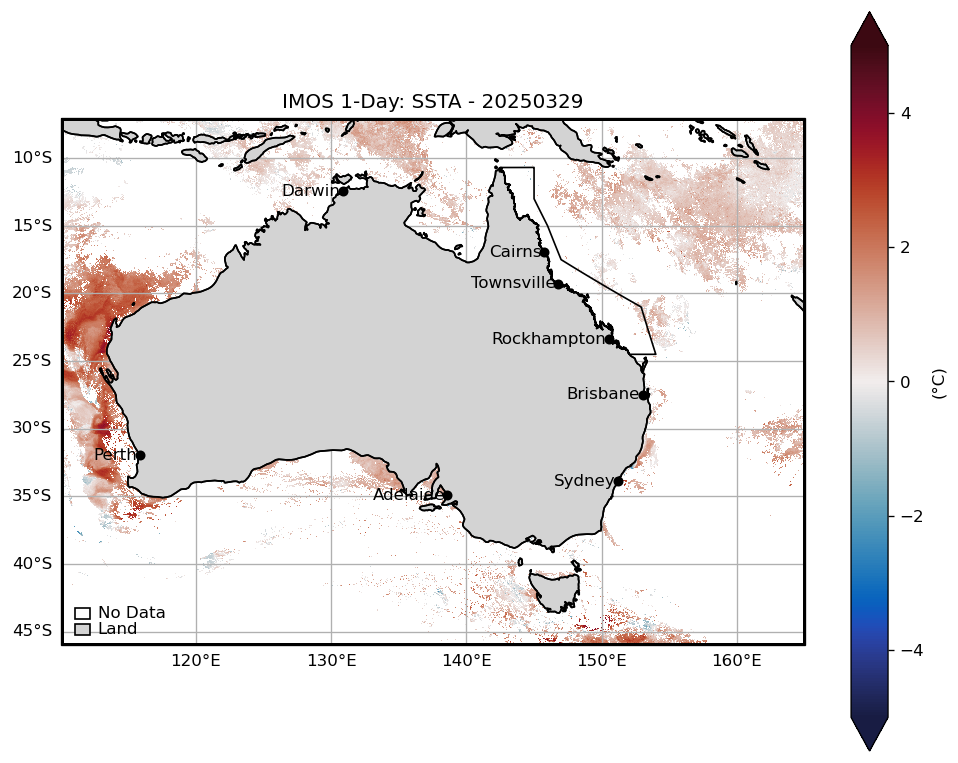 IMOS 1-Day: SSTA - 20250329
10°S
15°S
20°S
25°S
30°S
35°S
40°S
45°S
Darwin
Cairns
Townsville
Rockhampton
Brisbane
Perth
Sydney
Adelaide
No Data
Land
120°E
130°E
140°E
150°E
160°E
4
2
0
−2
−4
(°C)